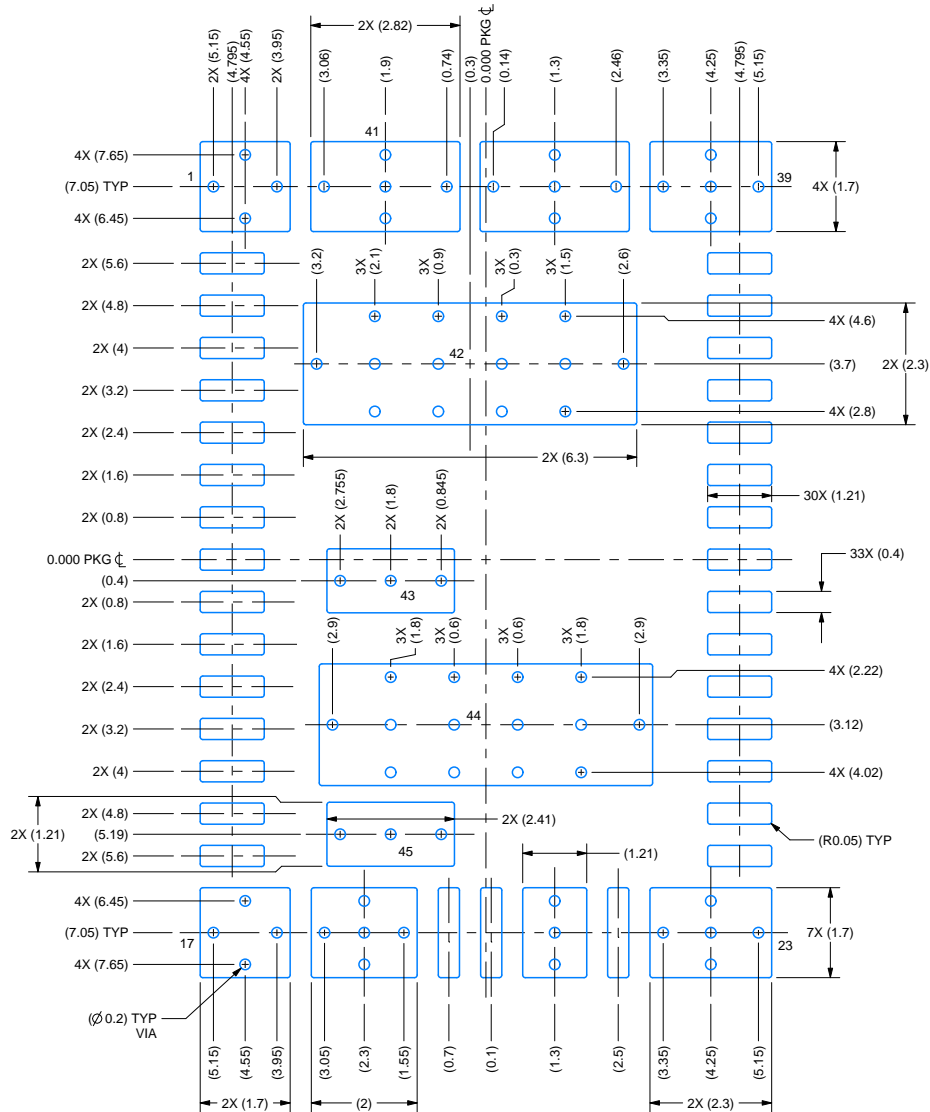 2X (5.15)
(4.795)
4X (4.55)
2X (3.95)
(3.06)
2X (2.82)
(1.9)
(0.74)
(0.3)
0.000 PKG ℄
(0.14)
(1.3)
(2.46)
(3.35)
(4.25)
(4.795)
(5.15)
41
4X (7.65)
1
(7.05) TYP
39
4X (1.7)
4X (6.45)
2X (5.6)
(3.2)
3X (2.1)
3X (0.9)
3X (0.3)
3X (1.5)
(2.6)
2X (4.8)
4X (4.6)
2X (4)
42
(3.7)
2X (2.3)
2X (3.2)
2X (2.4)
4X (2.8)
2X (6.3)
2X (1.6)
2X (2.755)
2X (1.8)
2X (0.845)
30X (1.21)
2X (0.8)
0.000 PKG ℄
33X (0.4)
(0.4)
43
2X (0.8)
2X (1.6)
(2.9)
3X (1.8)
3X (0.6)
3X (0.6)
3X (1.8)
(2.9)
4X (2.22)
2X (2.4)
44
2X (3.2)
(3.12)
2X (4)
4X (4.02)
2X (4.8)
2X (1.21)
2X (2.41)
(5.19)
45
(R0.05) TYP
2X (5.6)
(1.21)
4X (6.45)
(7.05) TYP
17
23
7X (1.7)
4X (7.65)
(Ø 0.2) TYP
VIA
(5.15)
(4.55)
(3.95)
(3.05)
(2.3)
(1.55)
(0.7)
(0.1)
(1.3)
(2.5)
(3.35)
(4.25)
(5.15)
2X (1.7)
(2)
2X (2.3)